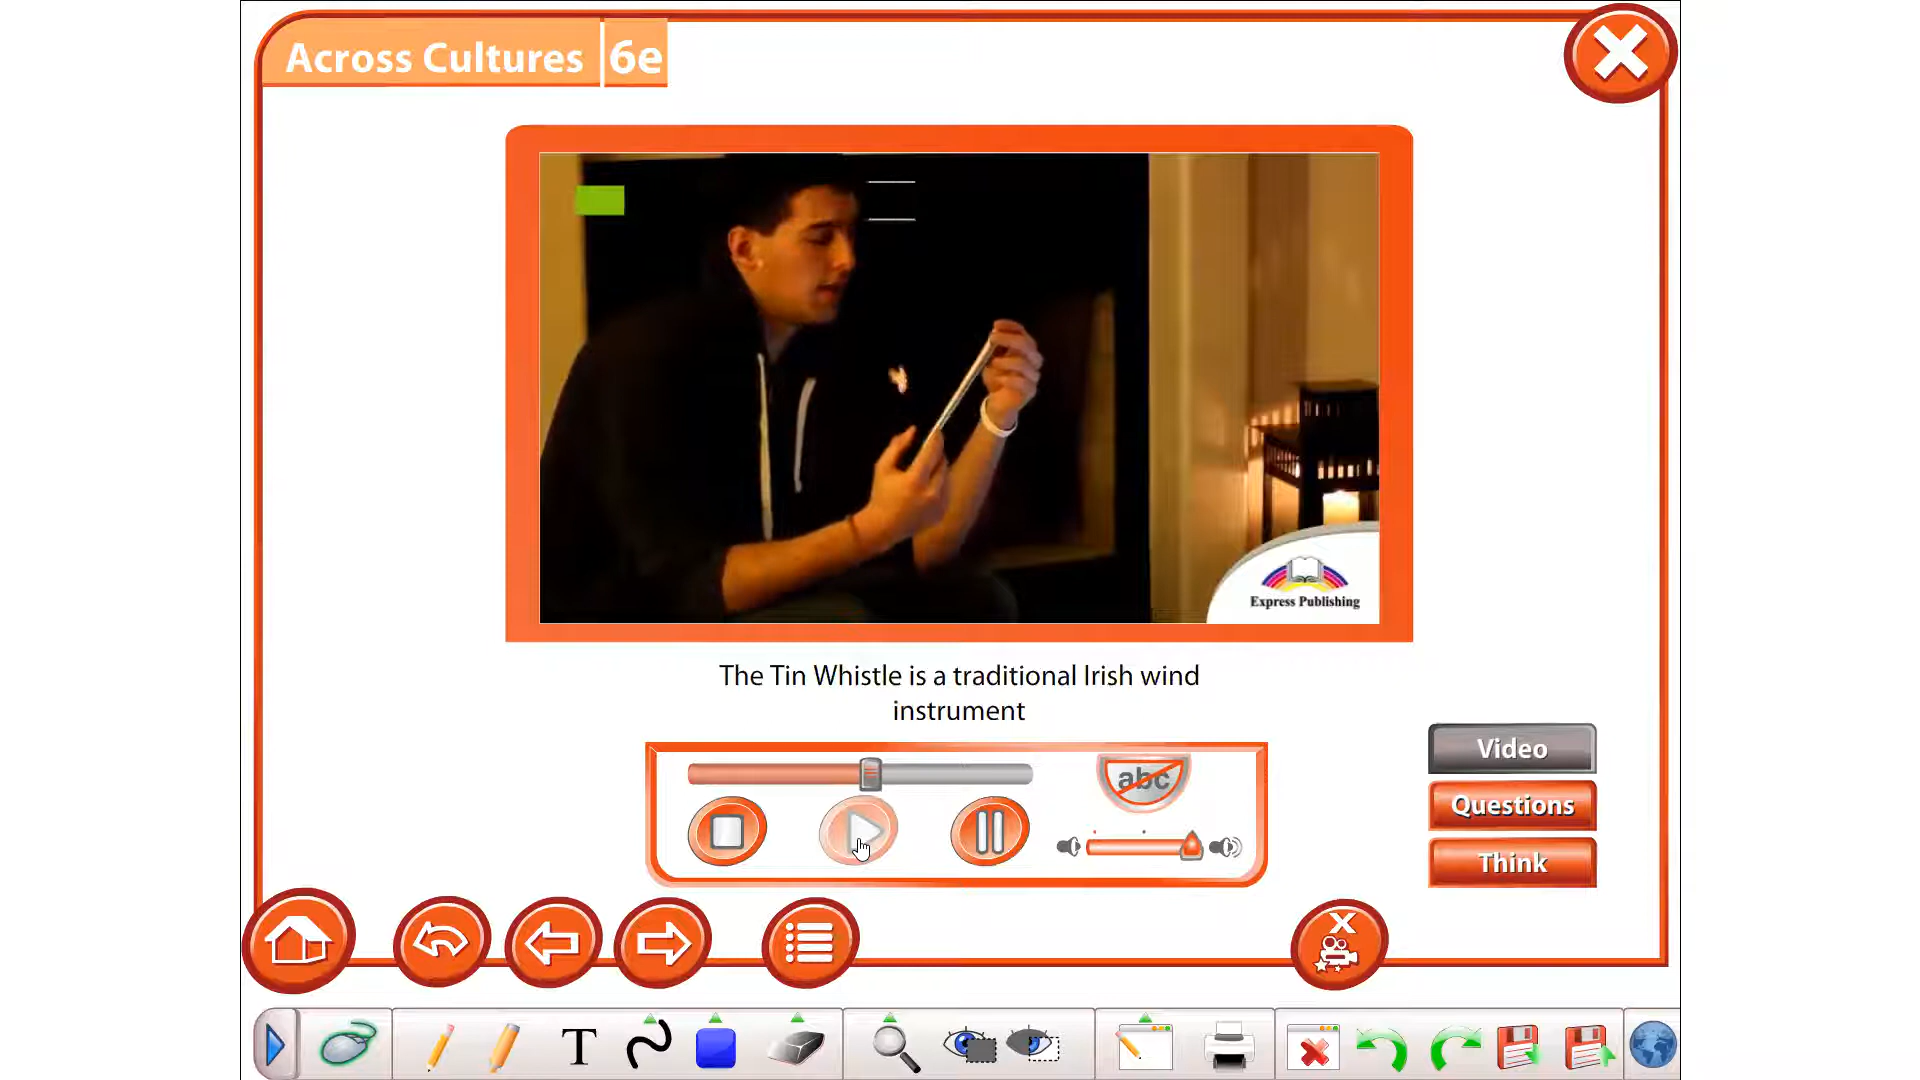 Across Cultures 6e
Express Publishing
The Tin Whistle is a traditional Irish wind
instrument
abc
Video
Questions
Think
X
T